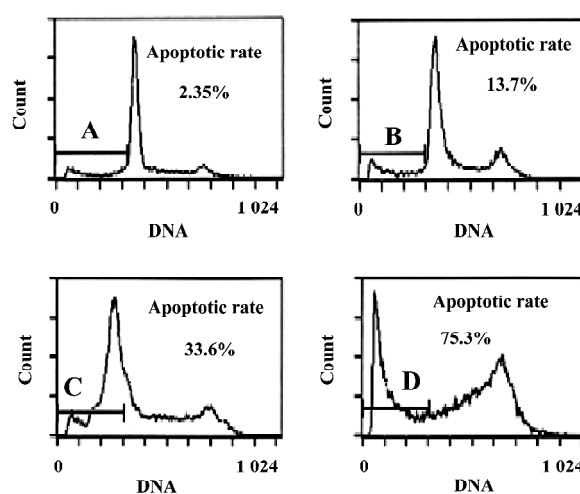 Apoptotic rate
2.35%
A
Count
0
1 024
DNA
Apoptotic rate
13.7%
B
Count
0
1 024
DNA
Apoptotic rate
33.6%
C
Count
0
1 024
DNA
Apoptotic rate
75.3%
D
Count
0
1 024
DNA